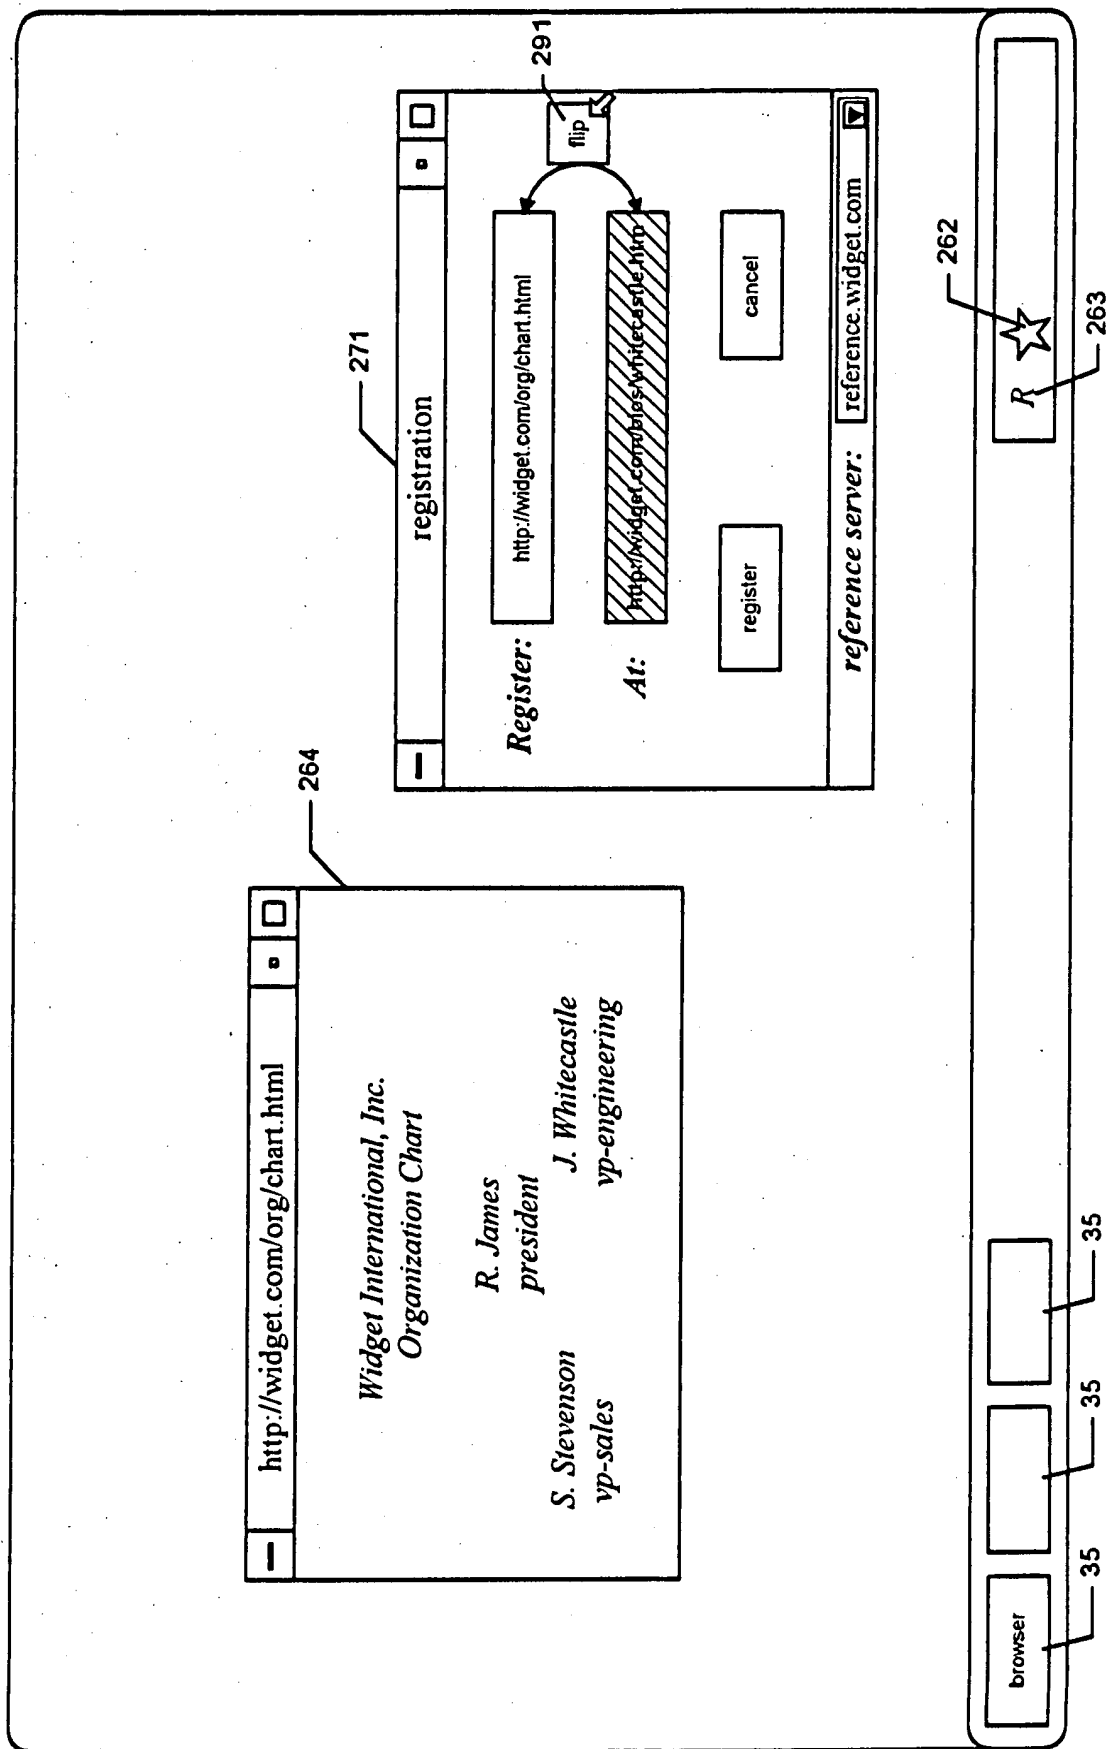 http://widget.com/org/chart.html
264
Widget International, Inc.
Organization Chart
R. James
president
S. Stevenson
vp-sales
J. Whitecastle
vp-engineering
271
registration
Register:
http://widget.com/org/chart.html
291
flip
At:
http://widget.com/bios/whitecastle.htm
register
cancel
reference server:
reference.widget.com
browser
R
262
263
35
35
35